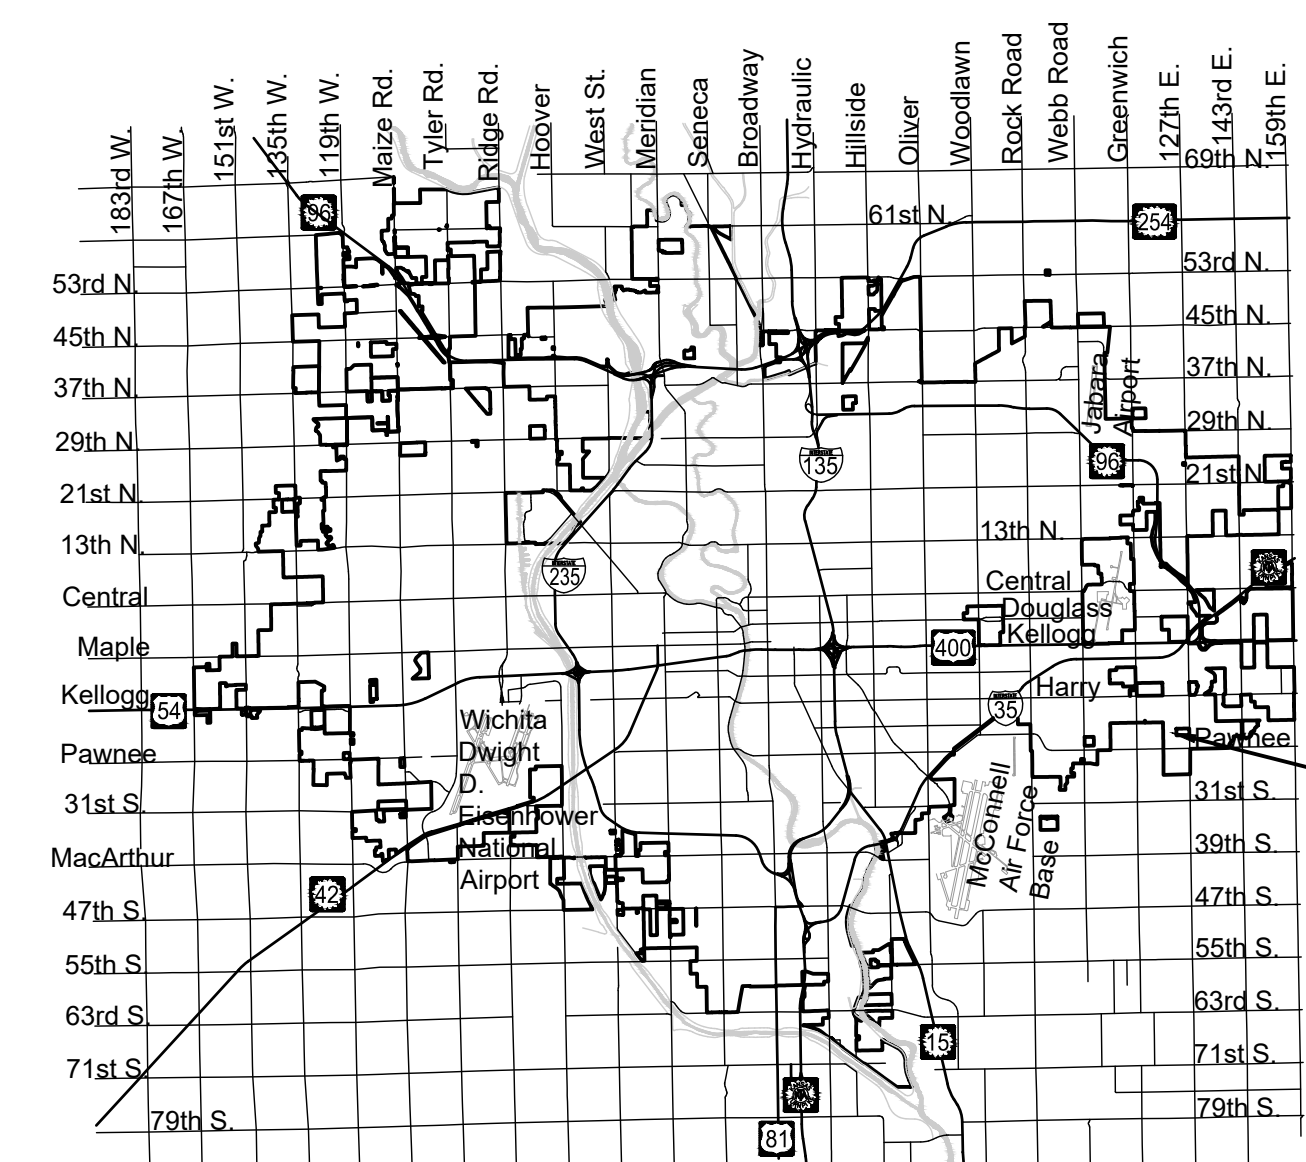 183rd W.
167th W.
151st W.
135th W.
119th W.
Maize Rd.
Tyler Rd.
Ridge Rd.
Hoover
West St.
Meridian
Seneca
Broadway
Hydraulic
Hillside
Oliver
Woodlawn
Rock Road
Webb Road
Greenwich
127th E.
143rd E.
159th E.
69th N.
96
61st N.
254
53rd N.
53rd N.
45th N.
45th N.
37th N.
37th N.
Jabara
Airport
29th N.
29th N.
INTERSTATE
135
96
21st N.
21st N.
13th N.
13th N.
INTERSTATE
235
Central
Central
Douglass
Kellogg
Maple
400
Kellogg
54
Harry
INTERSTATE
35
Wichita
Dwight
D.
Eisenhower
National
Airport
Pawnee
Pawnee
31st S.
31st S.
McConnell
Air Force
Base
MacArthur
39th S.
42
47th S.
47th S.
55th S.
55th S.
63rd S.
63rd S.
15
71st S.
71st S.
79th S.
79th S.
81